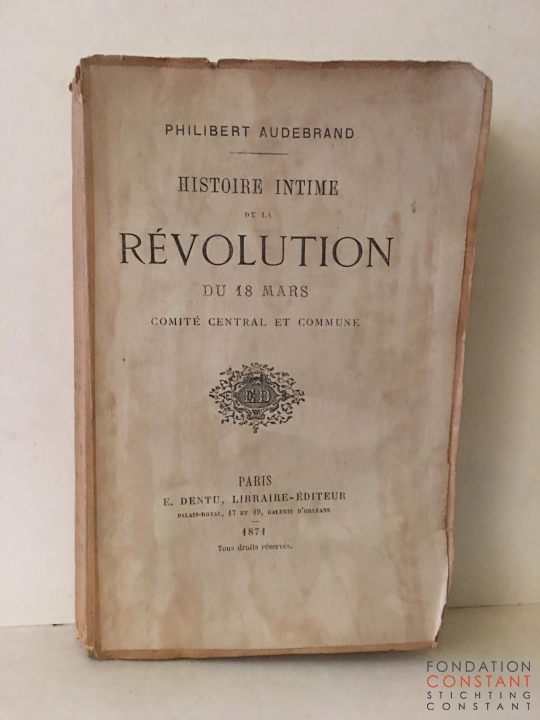 PHILIBERT AUDEBRAND
HISTOIRE INTIME
DE LA
RÉVOLUTION
DU 18 MARS
COMITÉ CENTRAL ET COMMUNE
ED
PARIS
E. DENTU, LIBRAIRE-ÉDITEUR
PALAIS-ROYAL, 17 ET 19, GALERIE D'ORLÉANS
1871
Tous droits réservés.
FONDATION
CONSTANT
STICHTING
CONSTANT